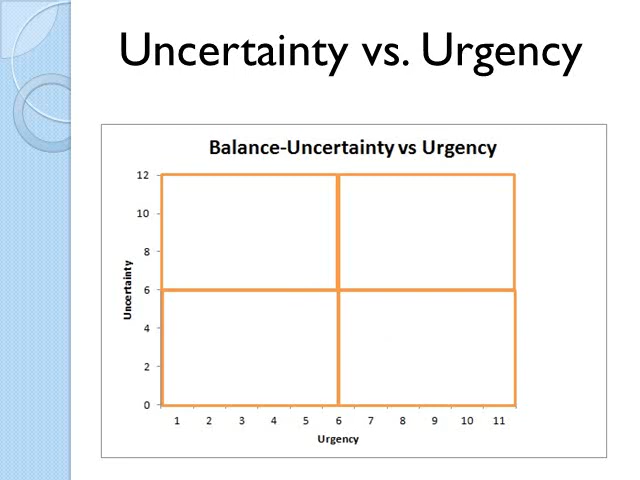 Uncertainty vs. Urgency
Balance-Uncertainty vs Urgency
12
10
8
6
4
2
0
Uncertainty
1 2 3 4 5 6 7 8 9 10 11
Urgency